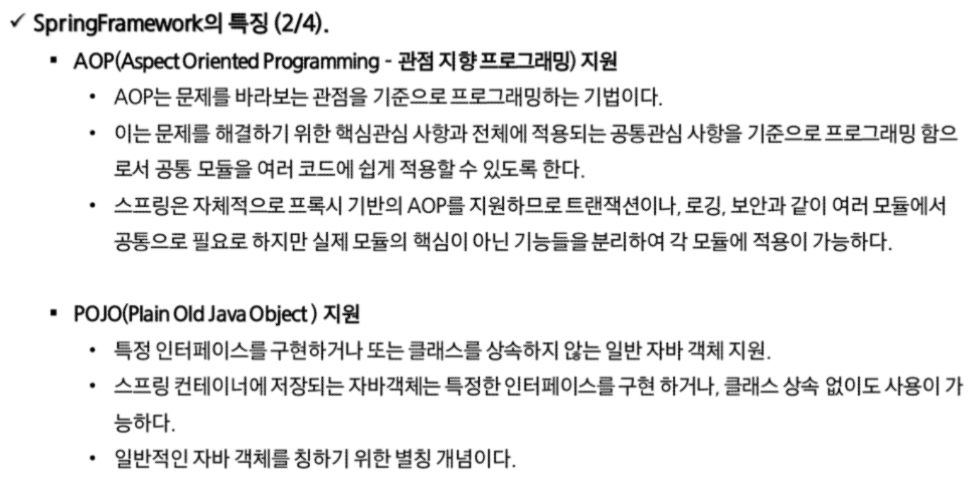 ✓ SpringFramework의 특징 (2/4).
▪ AOP(Aspect Oriented Programming - 관점 지향 프로그래밍) 지원
• AOP는 문제를 바라보는 관점을 기준으로 프로그래밍하는 기법이다.
• 이는 문제를 해결하기 위한 핵심관심 사항과 전체에 적용되는 공통관심 사항을 기준으로 프로그래밍 함으
로서 공통 모듈을 여러 코드에 쉽게 적용할 수 있도록 한다.
• 스프링은 자체적으로 프록시 기반의 AOP를 지원하므로 트랜잭션이나, 로깅, 보안과 같이 여러 모듈에서
공통으로 필요로 하지만 실제 모듈의 핵심이 아닌 기능들을 분리하여 각 모듈에 적용이 가능하다.
▪ POJO(Plain Old Java Object ) 지원
• 특정 인터페이스를 구현하거나 또는 클래스를 상속하지 않는 일반 자바 객체 지원.
• 스프링 컨테이너에 저장되는 자바객체는 특정한 인터페이스를 구현 하거나, 클래스 상속 없이도 사용이 가
능하다.
• 일반적인 자바 객체를 칭하기 위한 별칭 개념이다.